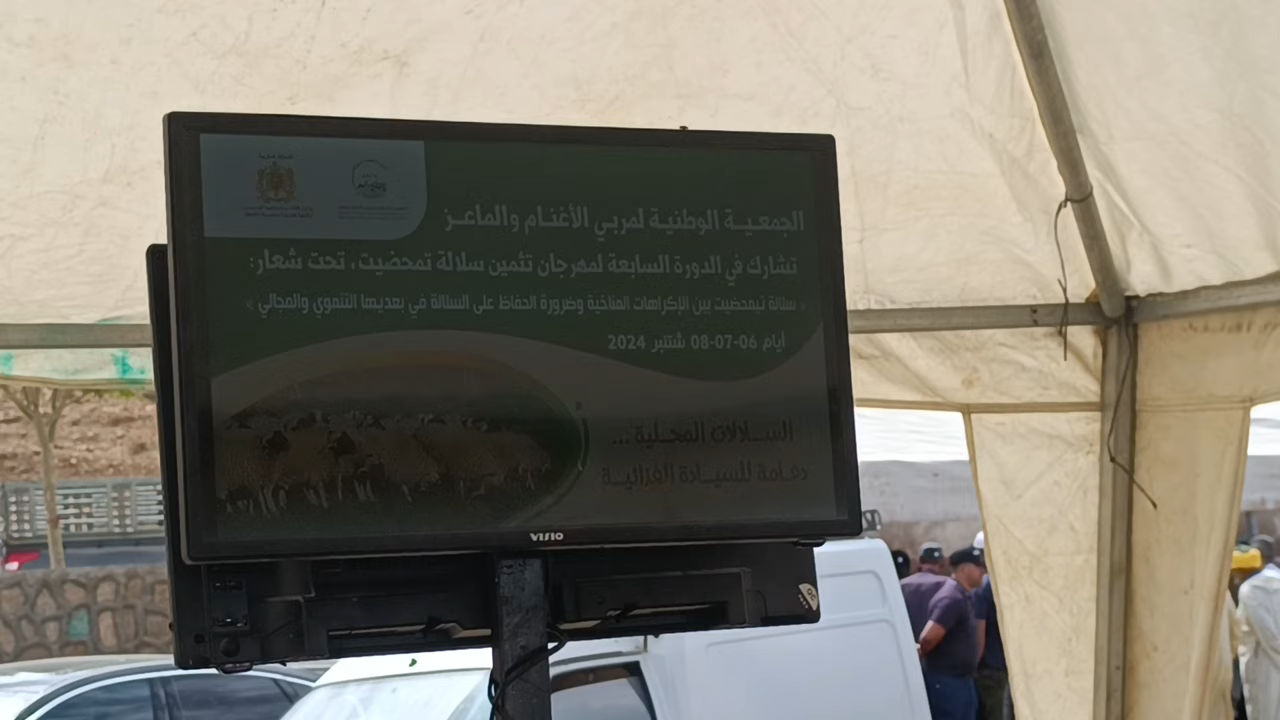 الجمعية الوطنية لمربي الأغنام والماعز
تشارك في الدورة السابعة لمهرجان تثمين سلالة تمحضيت، تحت شعار:
« سلالة تيمحضيت بين الإكراهات المناخية وضرورة الحفاظ على السلالة في بعديها التنموي والمجالي »
أيام 06-07-08 شتنبر 2024
السلالات المحلية ...
دعامة للسيادة الغذائية
VISIO